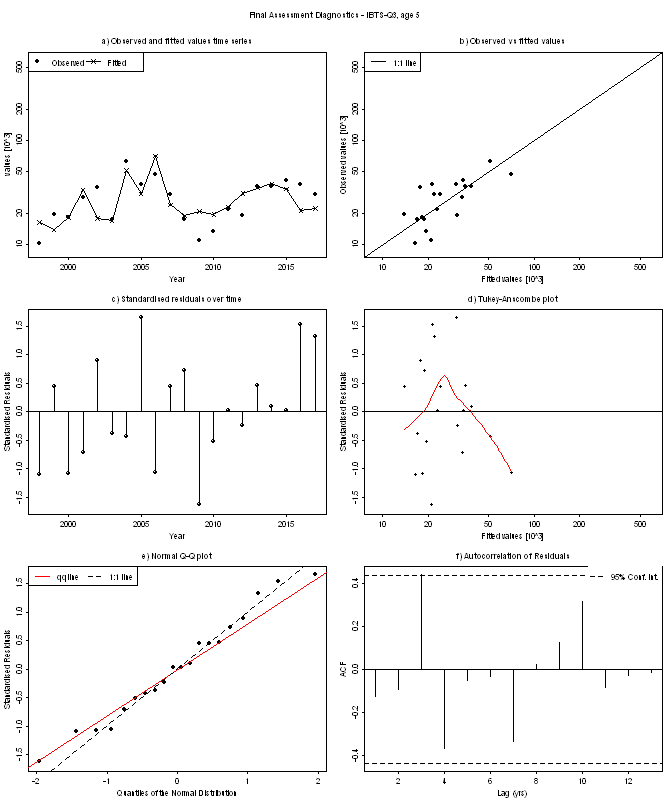 Final Assessment Diagnostics - IBTS-Q3, age 5
a) Observed and fitted values time series
Observed
Fitted
values [10^3]
10 20 50 100 200 500
2000 2005 2010 2015
Year
b) Observed vs fitted values
1:1 line
Observed values [10^3]
10 20 50 100 200 500
10 20 50 100 200 500
Fitted values [10^3]
c) Standardised residuals over time
Standardised Residuals
-1.5 -1.0 -0.5 0.0 0.5 1.0 1.5
2000 2005 2010 2015
Year
d) Tukey-Anscombe plot
Standardised Residuals
-1.5 -1.0 -0.5 0.0 0.5 1.0 1.5
10 20 50 100 200 500
Fitted values [10^3]
e) Normal Q-Q plot
qq line
1:1 line
Standardised Residuals
-1.5 -1.0 -0.5 0.0 0.5 1.0 1.5
-2 -1 0 1 2
Quantiles of the Normal Distribution
f) Autocorrelation of Residuals
95% Conf. Int.
ACF
-0.4 -0.2 0.0 0.2 0.4
2 4 6 8 10 12
Lag (yrs)